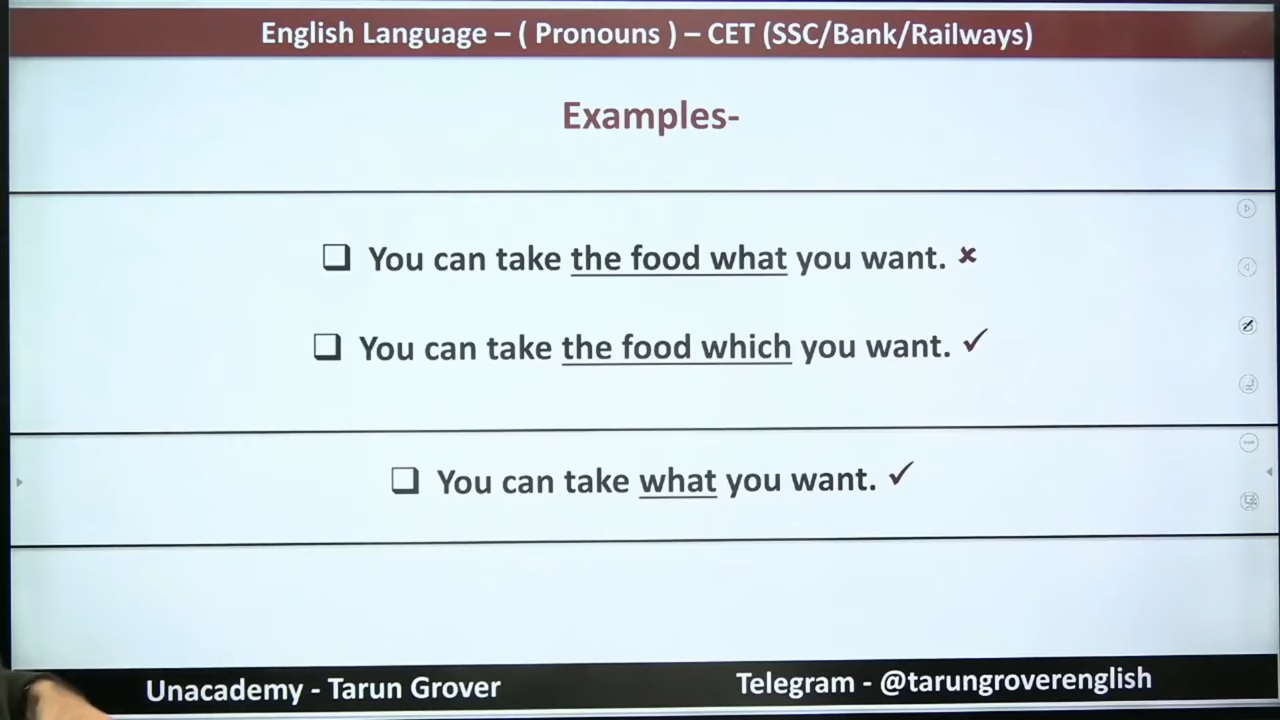 English Language – ( Pronouns ) – CET (SSC/Bank/Railways)
Examples-
❑ You can take the food what you want. ×
❑ You can take the food which you want. ✓
❑ You can take what you want. ✓
Unacademy - Tarun Grover
Telegram - @tarungroverenglish